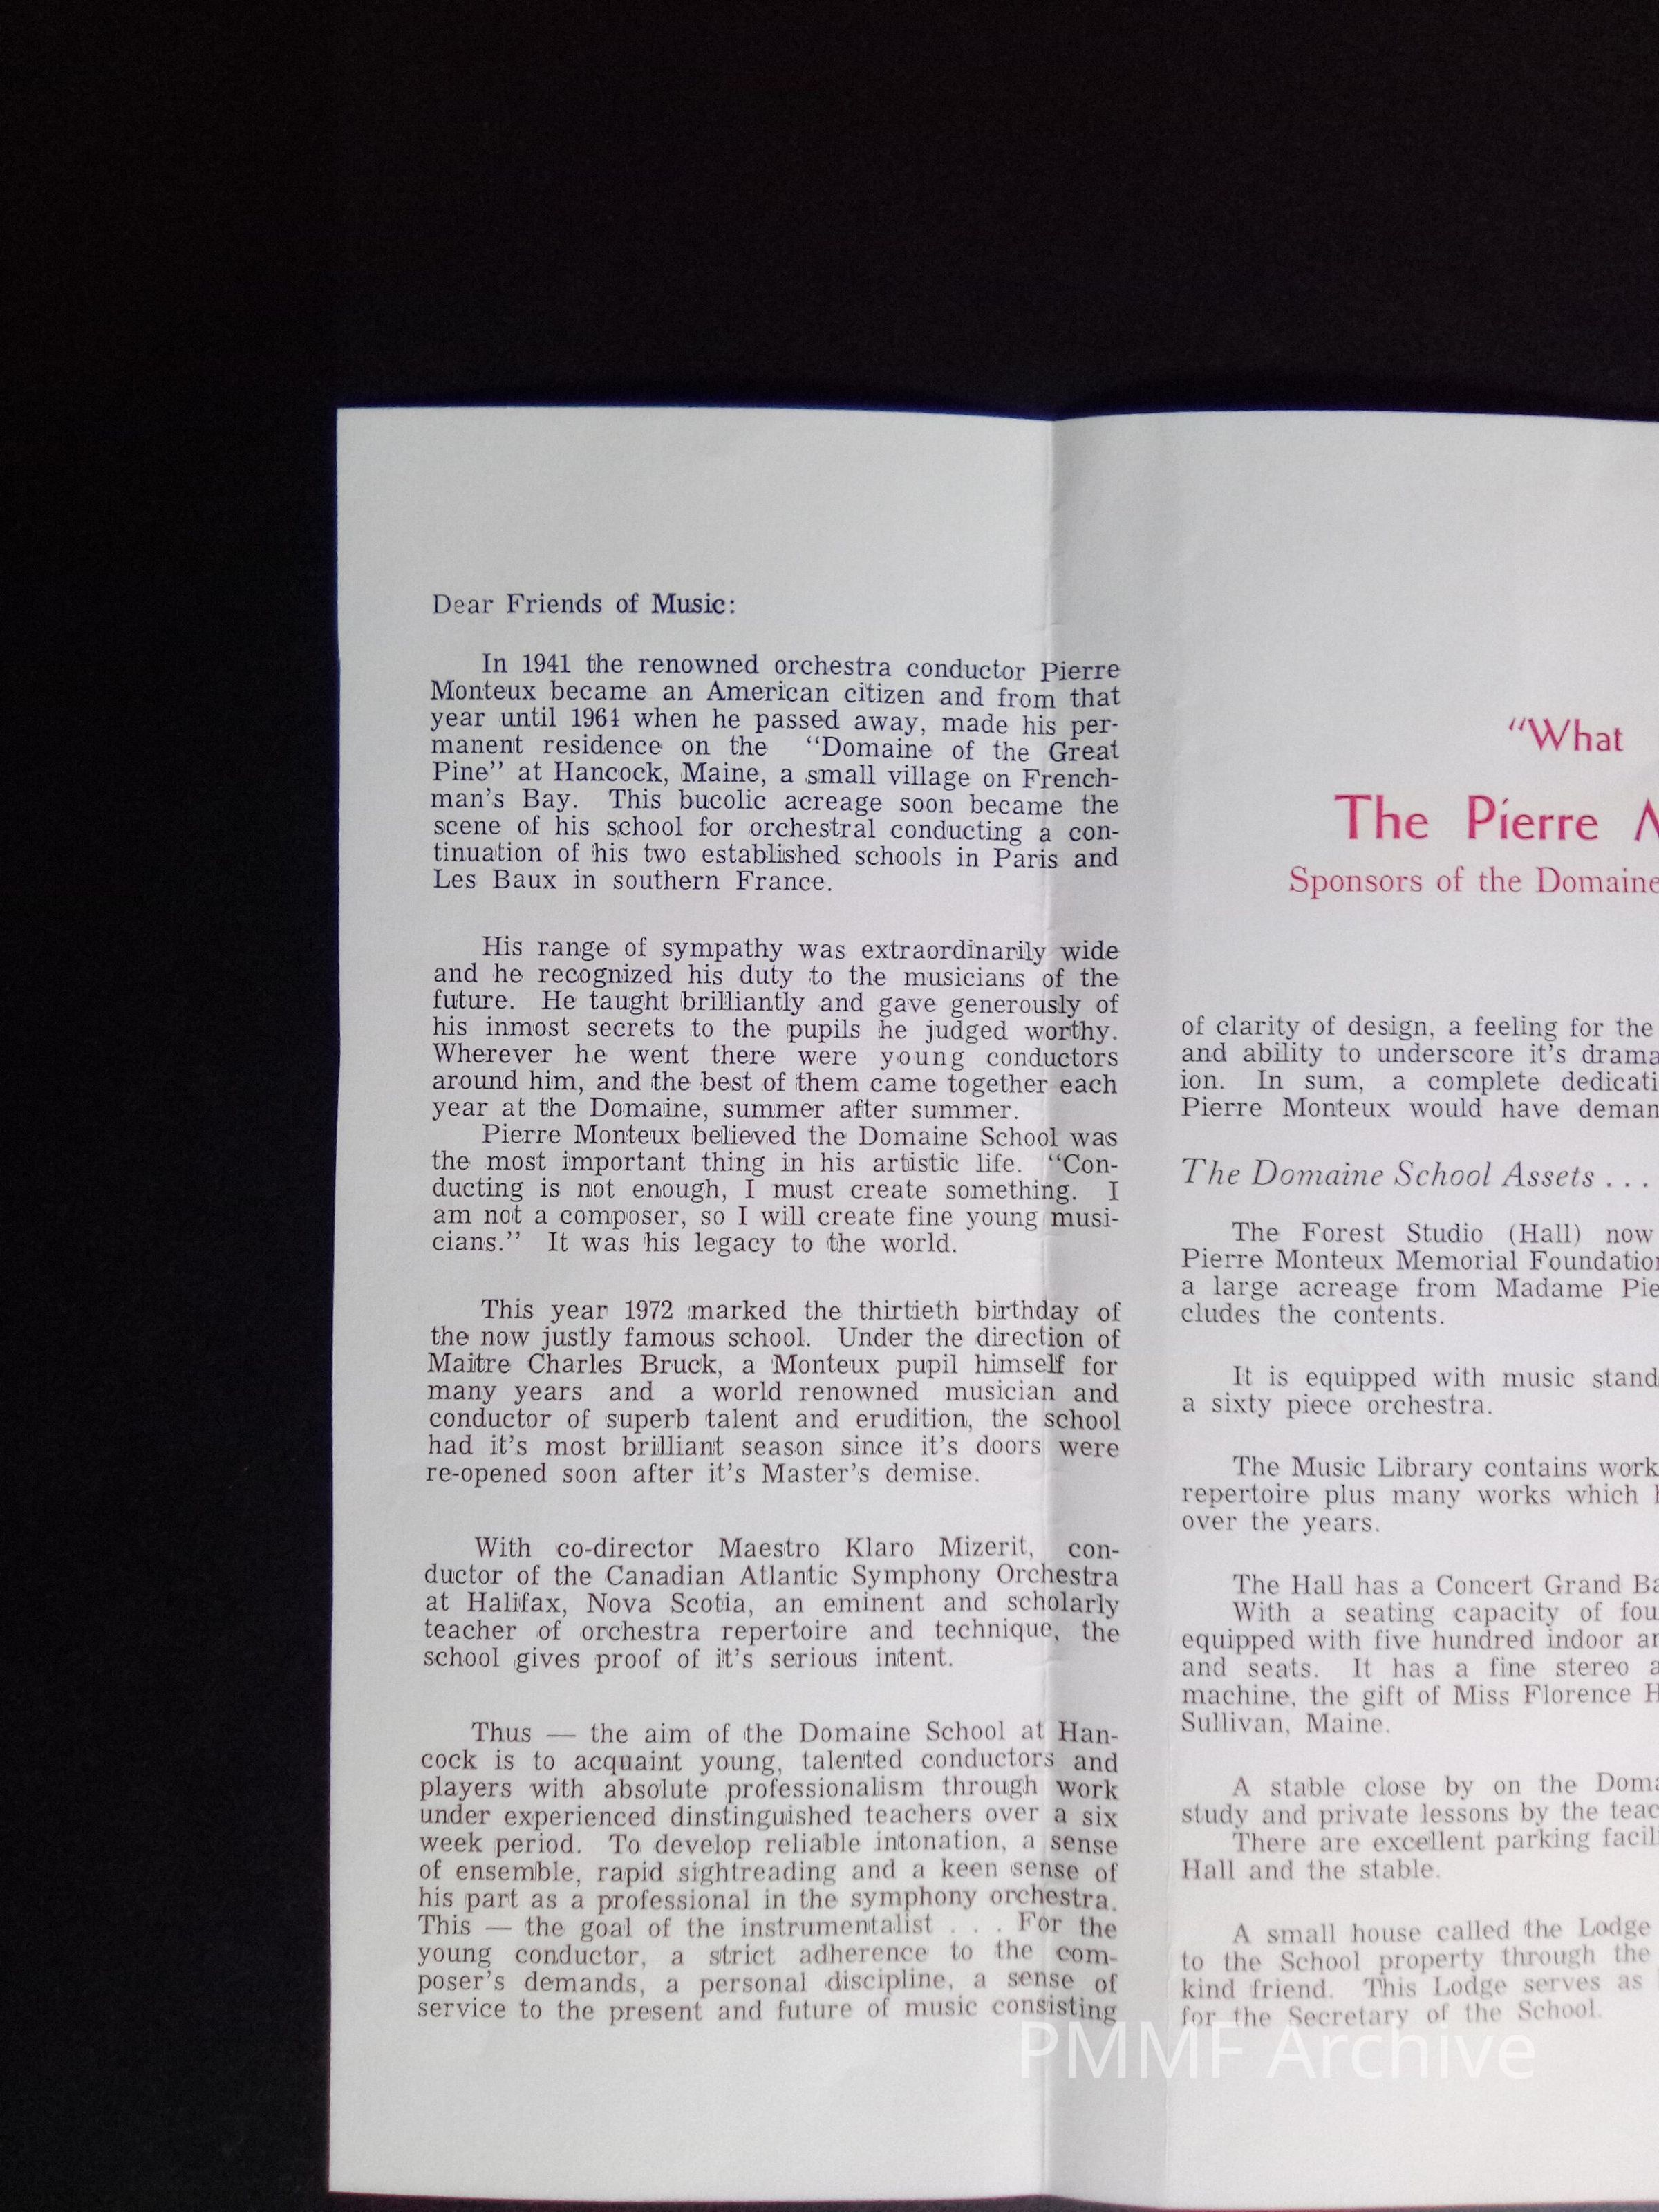 Dear Friends of Music:
In 1941 the renowned orchestra conductor Pierre
Monteux became an American citizen and from that
year until 1964 when he passed away, made his per-
manent residence on the “Domaine of the Great
Pine” at Hancock, Maine, a small village on French-
man’s Bay. This bucolic acreage soon became the
scene of his school for orchestral conducting a con-
tinuation of his two established schools in Paris and
Les Baux in southern France.
His range of sympathy was extraordinarily wide
and he recognized his duty to the musicians of the
future. He taught brilliantly and gave generously of
his inmost secrets to the pupils he judged worthy.
Wherever he went there were young conductors
around him, and the best of them came together each
year at the Domaine, summer after summer.
Pierre Monteux believed the Domaine School was
the most important thing in his artistic life. “Con-
ducting is not enough, I must create something. I
am not a composer, so I will create fine young musi-
cians.” It was his legacy to the world.
This year 1972 marked the thirtieth birthday of
the now justly famous school. Under the direction of
Maitre Charles Bruck, a Monteux pupil himself for
many years and a world renowned musician and
conductor of superb talent and erudition, the school
had it’s most brilliant season since it’s doors were
re-opened soon after it’s Master’s demise.
With co-director Maestro Klaro Mizerit, con-
ductor of the Canadian Atlantic Symphony Orchestra
at Halifax, Nova Scotia, an eminent and scholarly
teacher of orchestra repertoire and technique, the
school gives proof of it’s serious intent.
Thus — the aim of the Domaine School at Han-
cock is to acquaint young, talented conductors and
players with absolute professionalism through work
under experienced dinstinguished teachers over a six
week period. To develop reliable intonation, a sense
of ensemble, rapid sightreading and a keen sense of
his part as a professional in the symphony orchestra.
This — the goal of the instrumentalist . . . For the
young conductor, a strict adherence to the com-
poser’s demands, a personal discipline, a sense of
service to the present and future of music consisting
“What
The Pierre
Sponsors of the Domaine
of clarity of design, a feeling for the
and ability to underscore it’s drama
ion. In sum, a complete dedicati
Pierre Monteux would have deman
The Domaine School Assets . . .
The Forest Studio (Hall) now
Pierre Monteux Memorial Foundation
a large acreage from Madame Pie
cludes the contents.
It is equipped with music stand
a sixty piece orchestra.
The Music Library contains work
repertoire plus many works which
over the years.
The Hall has a Concert Grand Ba
With a seating capacity of fou
equipped with five hundred indoor an
and seats. It has a fine stereo a
machine, the gift of Miss Florence H
Sullivan, Maine.
A stable close by on the Doma
study and private lessons by the teac
There are excellent parking facil
Hall and the stable.
A small house called the Lodge
to the School property through the
kind friend. This Lodge serves as
for the Secretary of the School.
PMMF Archive